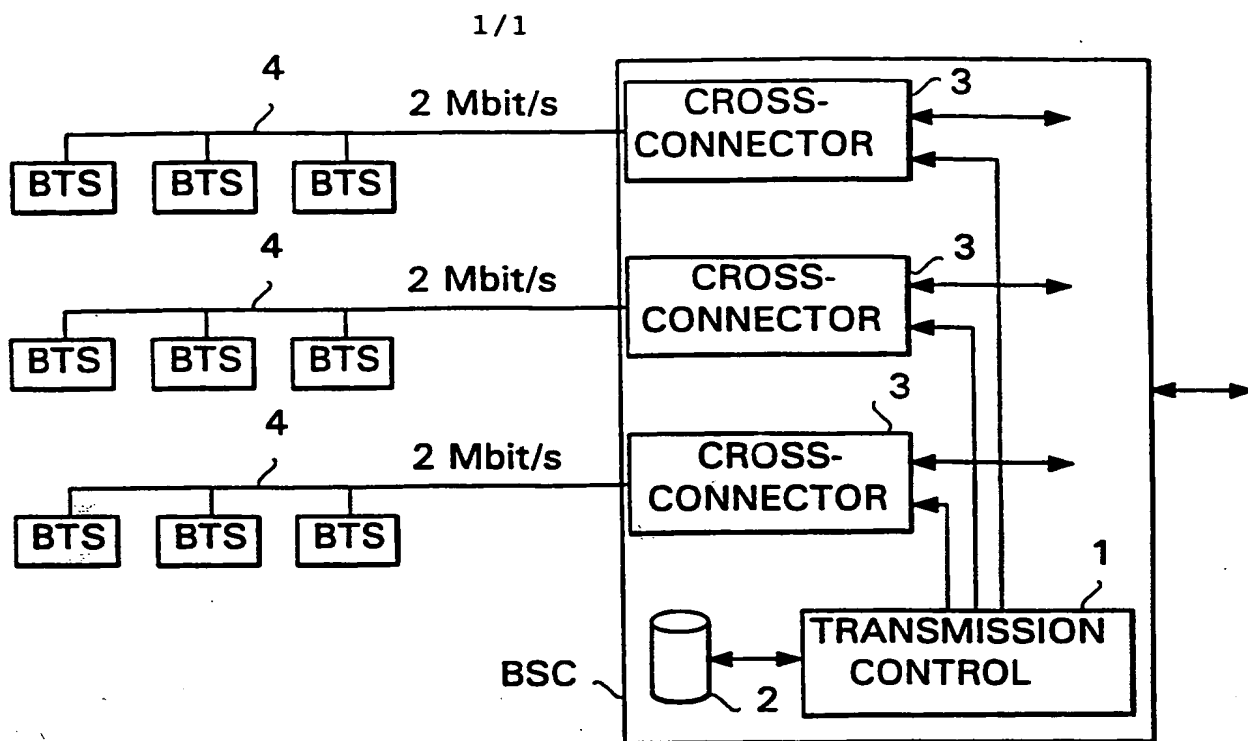 1/1
4
2 Mbit/s
CROSS-
CONNECTOR
3
BTS BTS BTS
4
2 Mbit/s
CROSS-
CONNECTOR
3
BTS BTS BTS
4
2 Mbit/s
CROSS-
CONNECTOR
3
BTS BTS BTS
1
TRANSMISSION
CONTROL
BSC
2